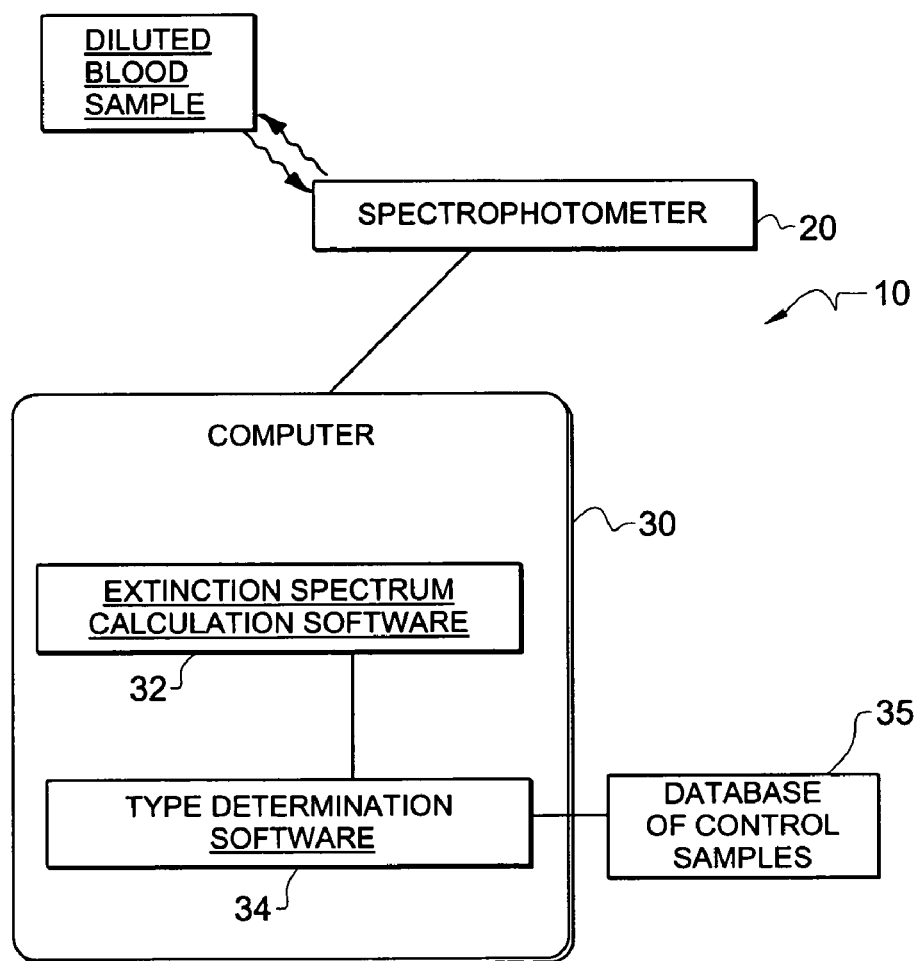 DILUTED
BLOOD
SAMPLE
SPECTROPHOTOMETER
20
10
COMPUTER
30
EXTINCTION SPECTRUM
CALCULATION SOFTWARE
32
35
TYPE DETERMINATION
SOFTWARE
34
DATABASE
OF CONTROL
SAMPLES